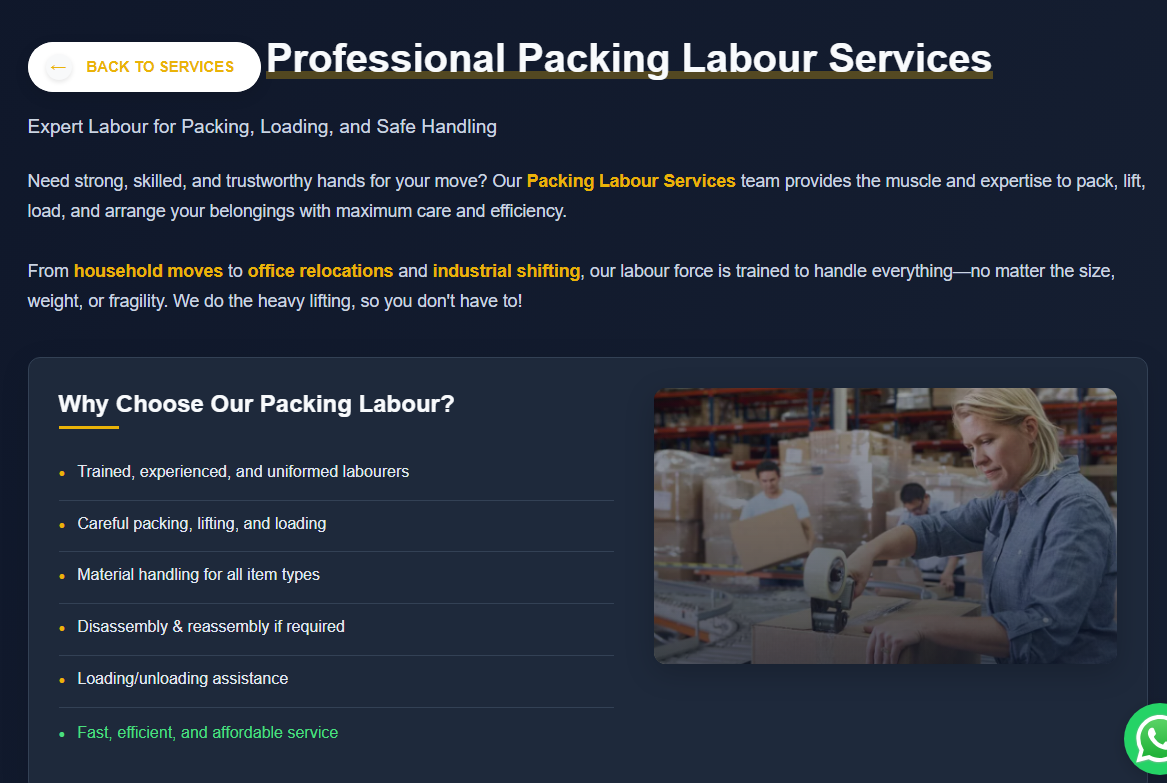 ← BACK TO SERVICES Professional Packing Labour Services
Expert Labour for Packing, Loading, and Safe Handling
Need strong, skilled, and trustworthy hands for your move? Our Packing Labour Services team provides the muscle and expertise to pack, lift,
load, and arrange your belongings with maximum care and efficiency.
From household moves to office relocations and industrial shifting, our labour force is trained to handle everything—no matter the size,
weight, or fragility. We do the heavy lifting, so you don't have to!
Why Choose Our Packing Labour?
• Trained, experienced, and uniformed labourers
• Careful packing, lifting, and loading
• Material handling for all item types
• Disassembly & reassembly if required
• Loading/unloading assistance
• Fast, efficient, and affordable service